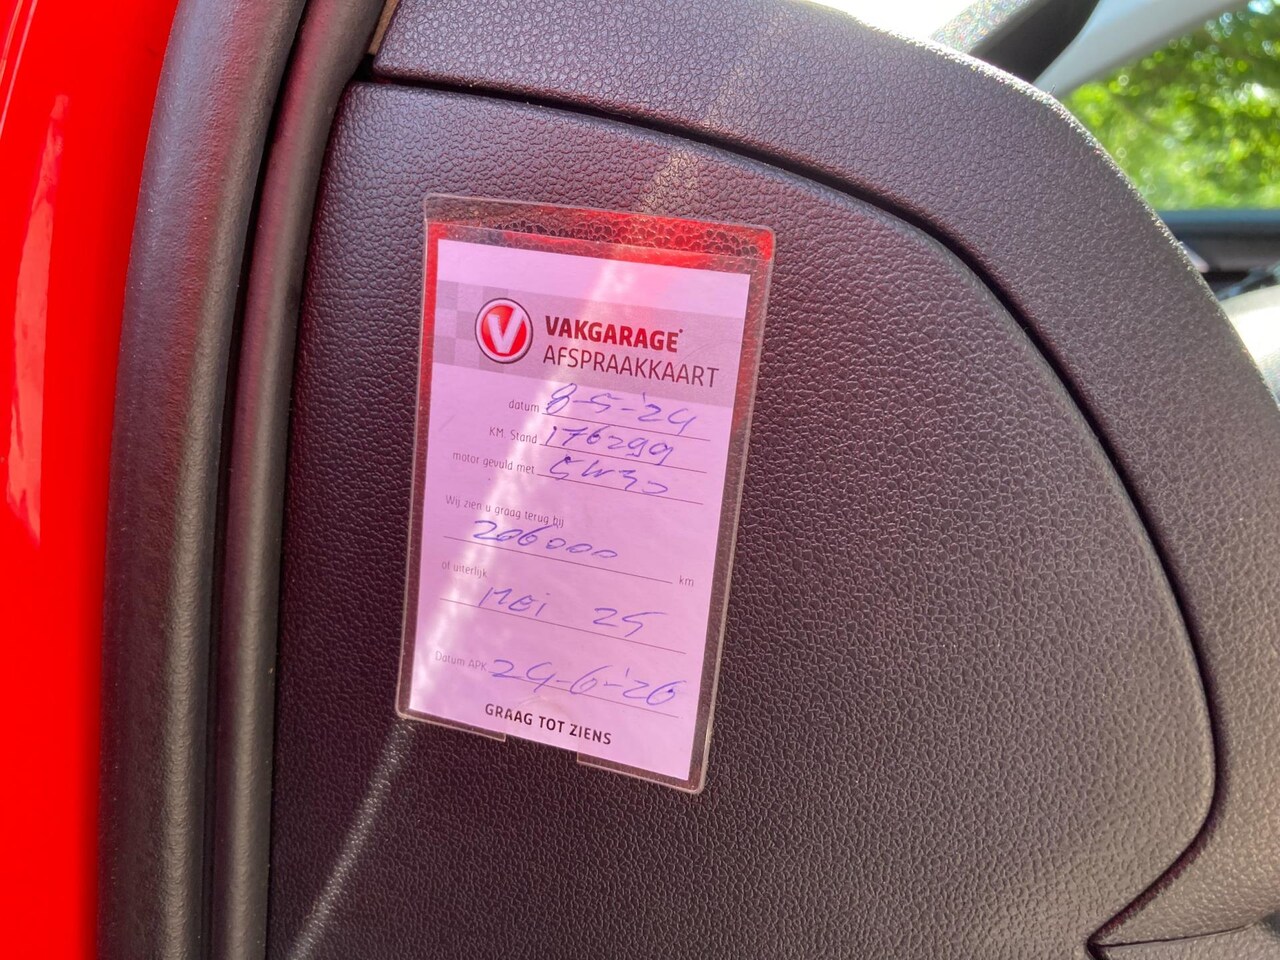 V VAKGARAGE
AFSPRAAKKAART
datum 8-5-'24
KM. Stand 176299
motor gevuld met 5W30
Wij zien u graag terug bij
206000 km
of uiterlijk
MEI 25
Datum APK 24-6-'26
GRAAG TOT ZIENS